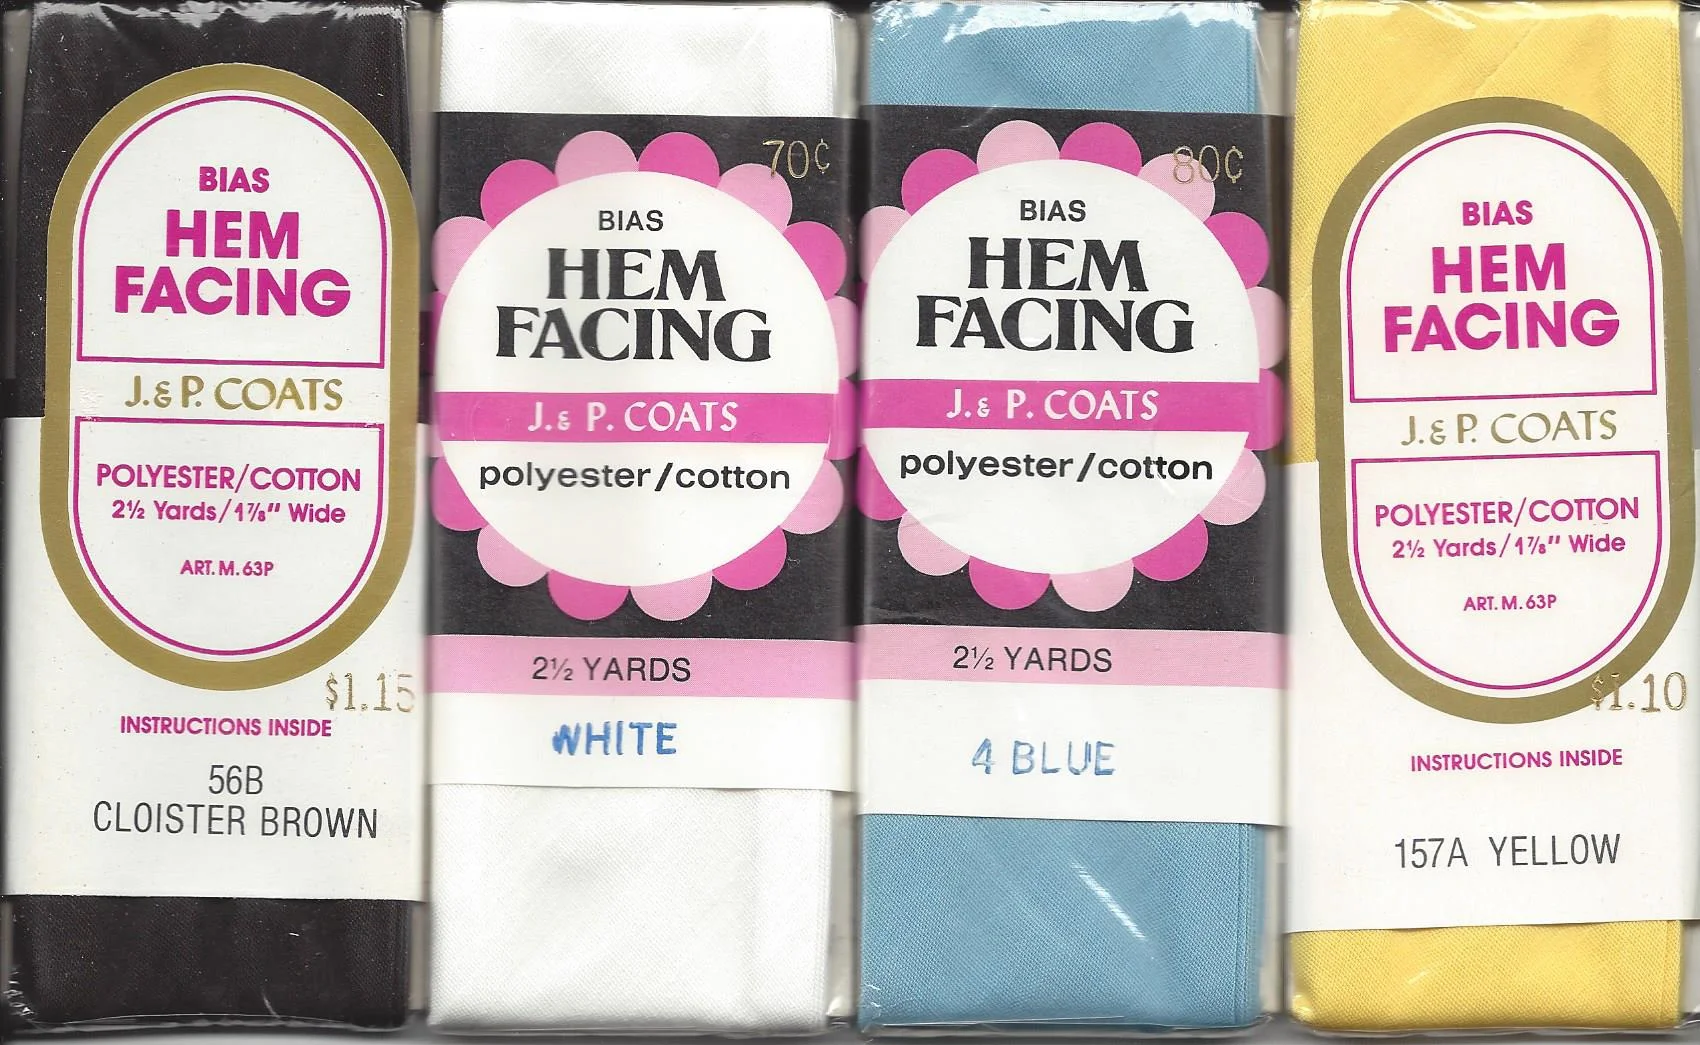 BIAS
HEM
FACING
J. & P. COATS
POLYESTER/COTTON
2½ Yards/1⅞" Wide
ART. M. 63P
$1.15
INSTRUCTIONS INSIDE
56B
CLOISTER BROWN
70¢
BIAS
HEM
FACING
J. & P. COATS
polyester/cotton
2½ YARDS
WHITE
80¢
BIAS
HEM
FACING
J. & P. COATS
polyester/cotton
2½ YARDS
4 BLUE
BIAS
HEM
FACING
J. & P. COATS
POLYESTER/COTTON
2½ Yards/1⅞" Wide
ART. M. 63P
$1.10
INSTRUCTIONS INSIDE
157A YELLOW